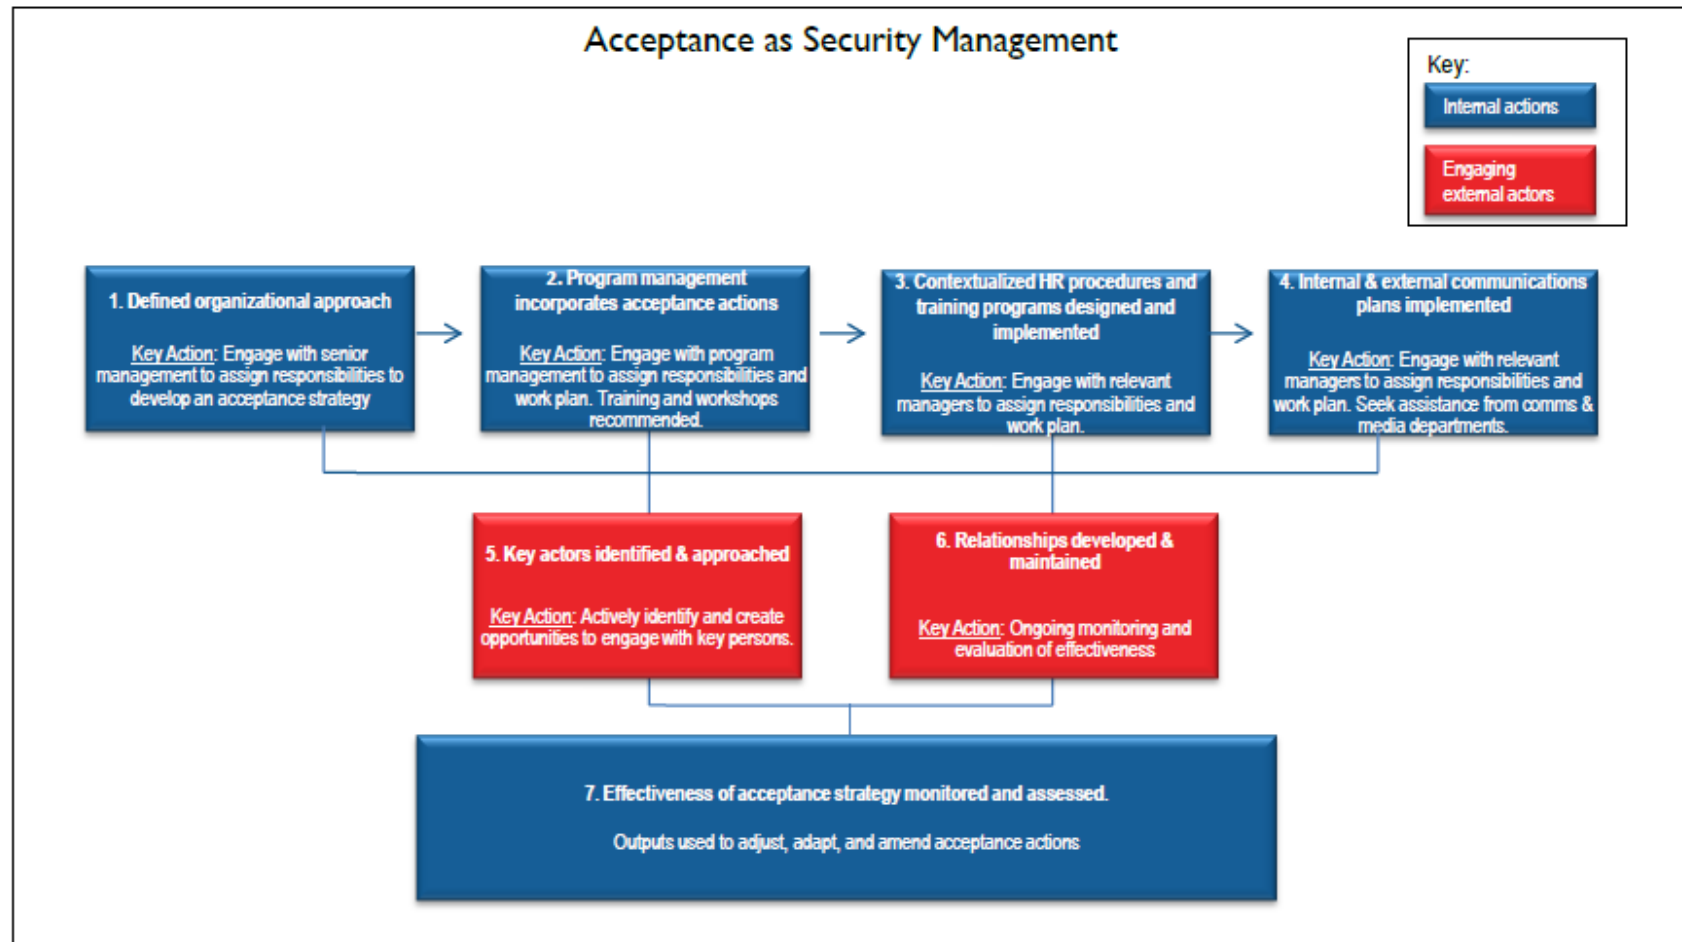 Acceptance as Security Management
Key:
Internal actions
Engaging
external actors
1. Defined organizational approach
Key Action: Engage with senior
management to assign responsibilities to
develop an acceptance strategy
2. Program management
incorporates acceptance actions
Key Action: Engage with program
management to assign responsibilities and
work plan. Training and workshops
recommended.
3. Contextualized HR procedures and
training programs designed and
implemented
Key Action: Engage with relevant
managers to assign responsibilities and
work plan.
4. Internal & external communications
plans implemented
Key Action: Engage with relevant
managers to assign responsibilities and
work plan. Seek assistance from comms &
media departments.
5. Key actors identified & approached
Key Action: Actively identify and create
opportunities to engage with key persons.
6. Relationships developed &
maintained
Key Action: Ongoing monitoring and
evaluation of effectiveness
7. Effectiveness of acceptance strategy monitored and assessed.
Outputs used to adjust, adapt, and amend acceptance actions